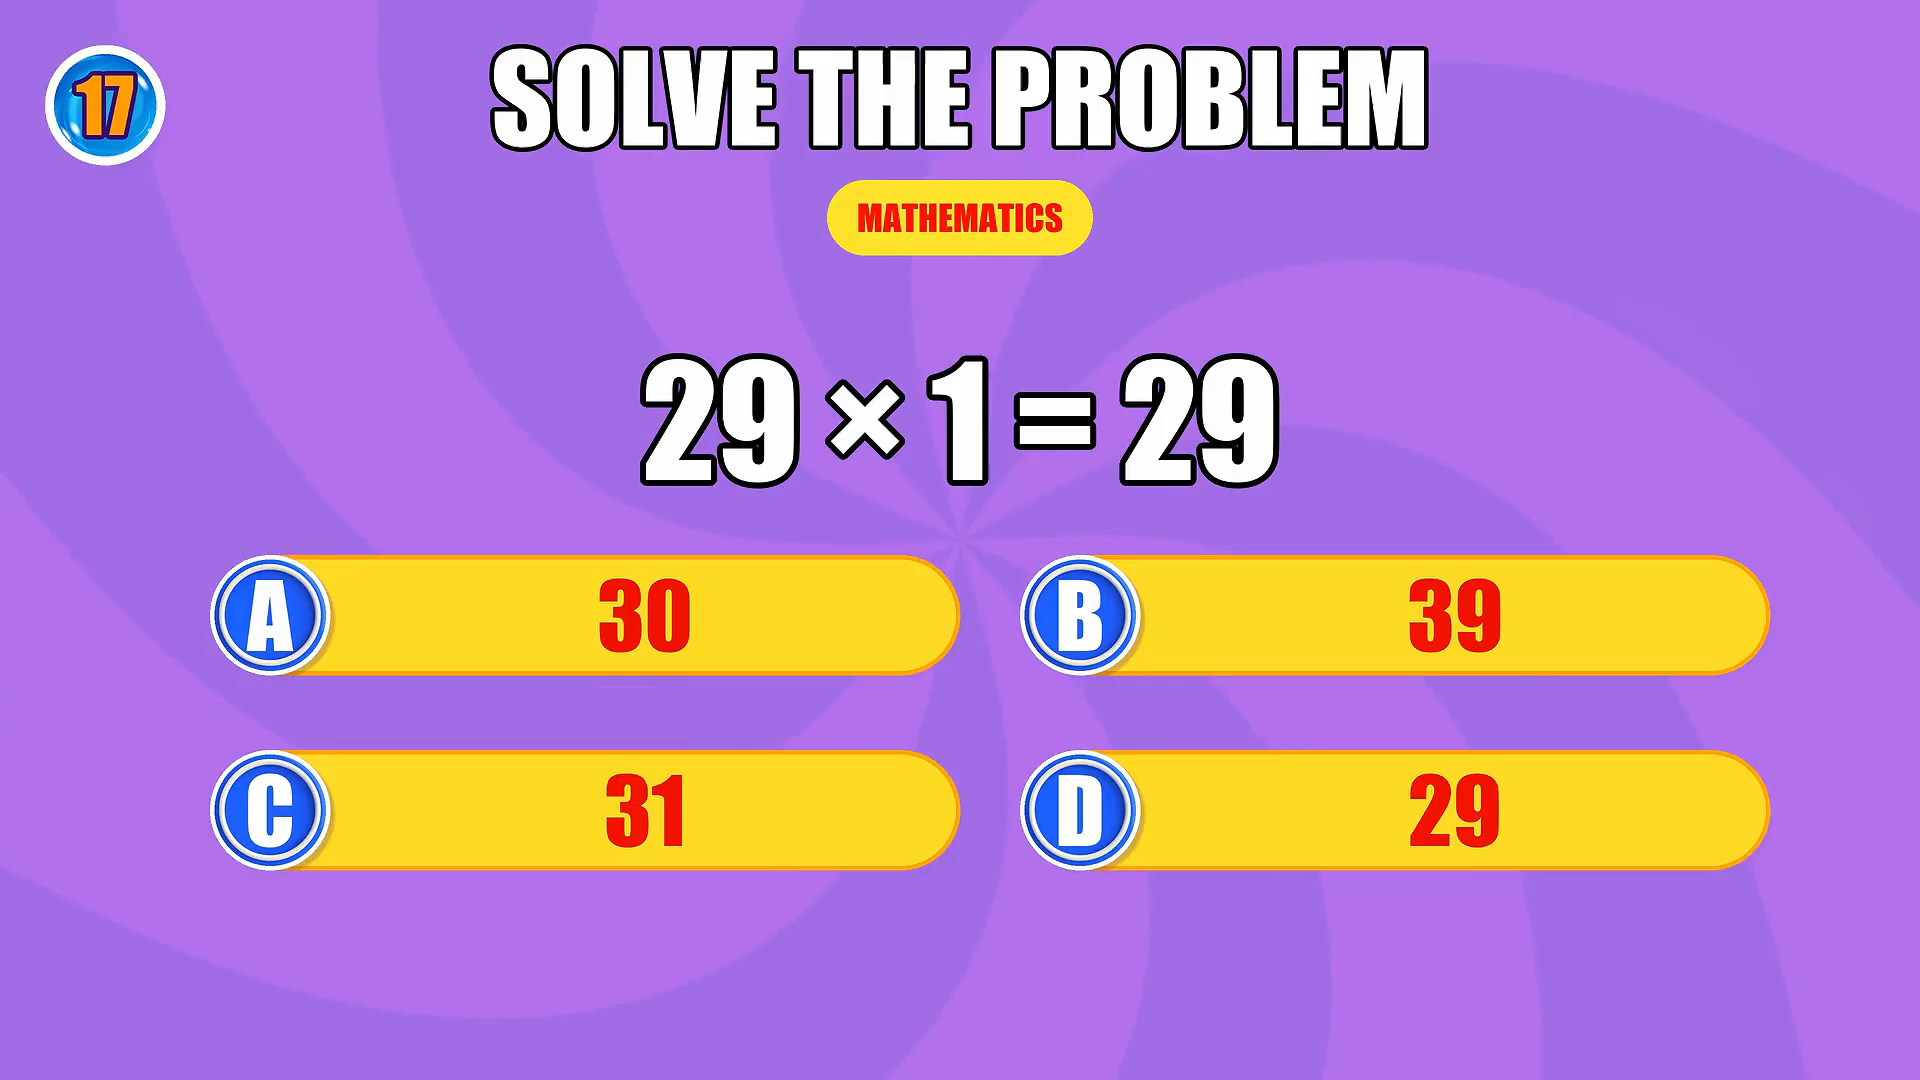 17
SOLVE THE PROBLEM
MATHEMATICS
29 × 1 = 29
A 30
B 39
C 31
D 29